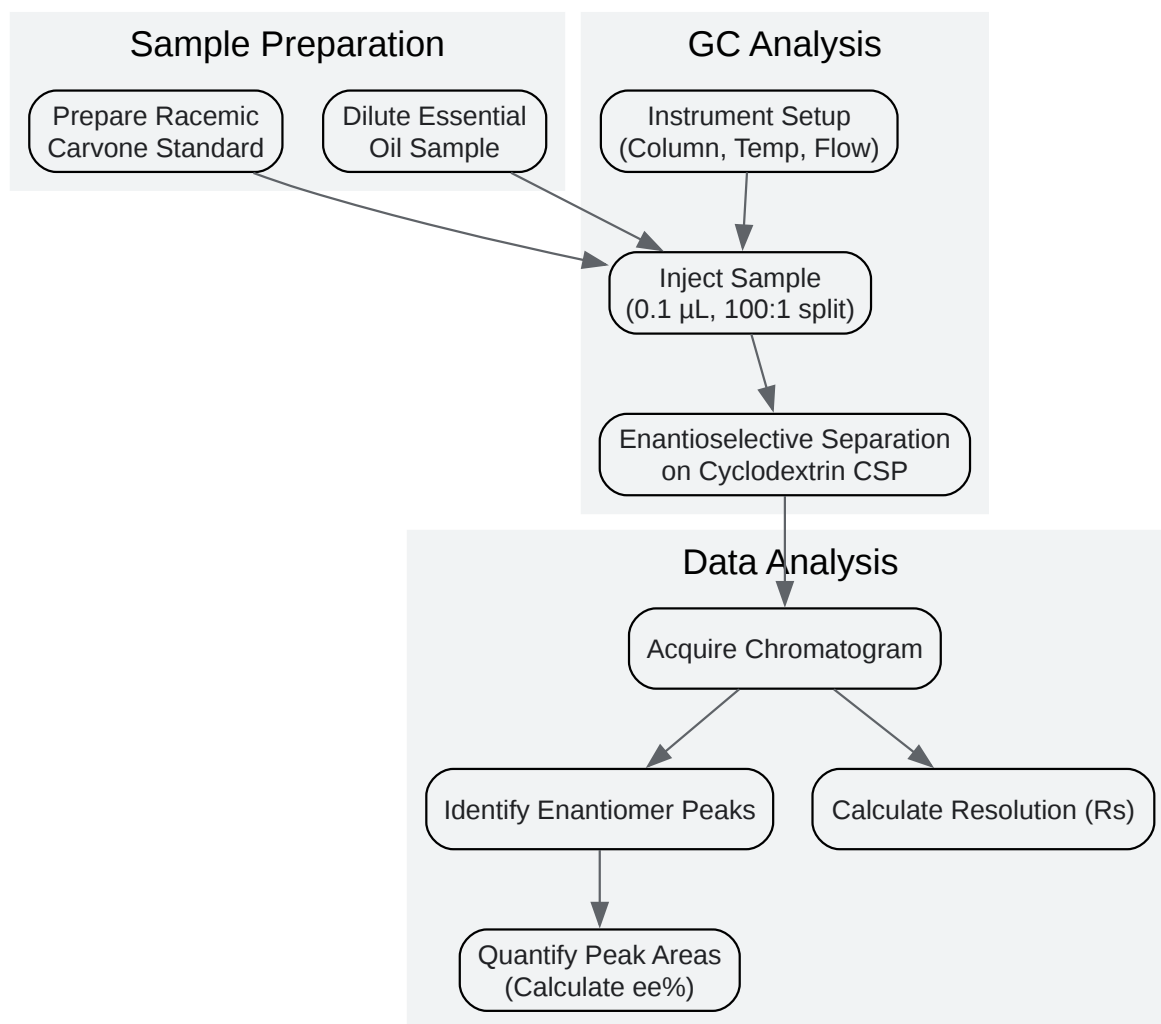 Sample Preparation
Prepare Racemic
Carvone Standard
Dilute Essential
Oil Sample
GC Analysis
Instrument Setup
(Column, Temp, Flow)
Inject Sample
(0.1 µL, 100:1 split)
Enantioselective Separation
on Cyclodextrin CSP
Data Analysis
Acquire Chromatogram
Identify Enantiomer Peaks
Calculate Resolution (Rs)
Quantify Peak Areas
(Calculate ee%)